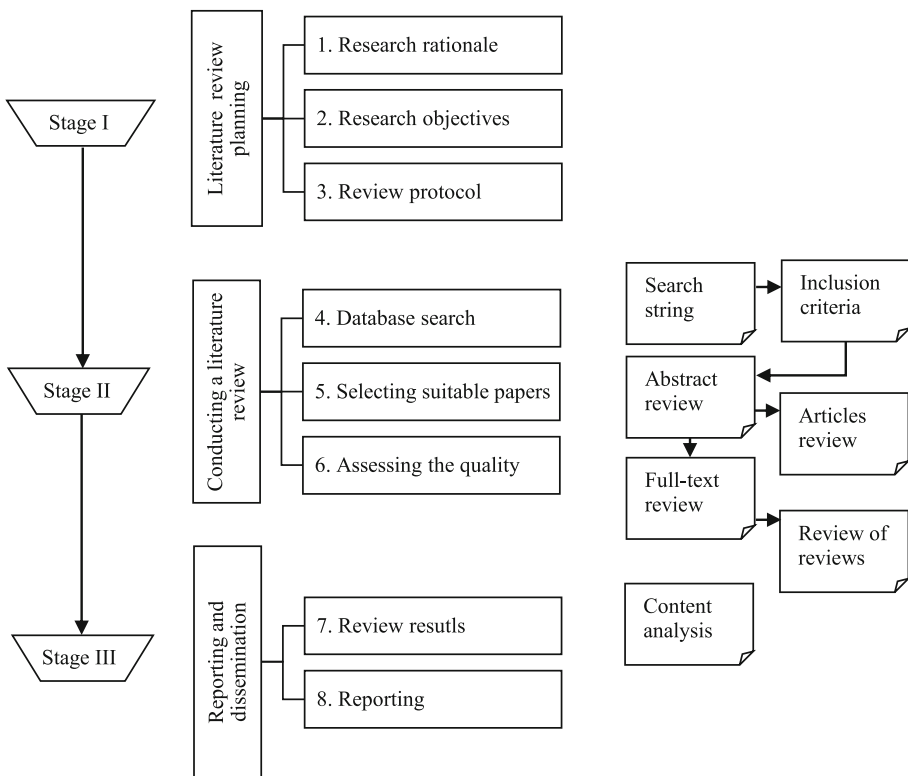 Stage I
Literature review
planning
1. Research rationale
2. Research objectives
3. Review protocol
Stage II
Conducting a literature
review
4. Database search
5. Selecting suitable papers
6. Assessing the quality
Search
string
Inclusion
criteria
Abstract
review
Articles
review
Full-text
review
Review of
reviews
Stage III
Reporting and
dissemination
7. Review resutls
8. Reporting
Content
analysis